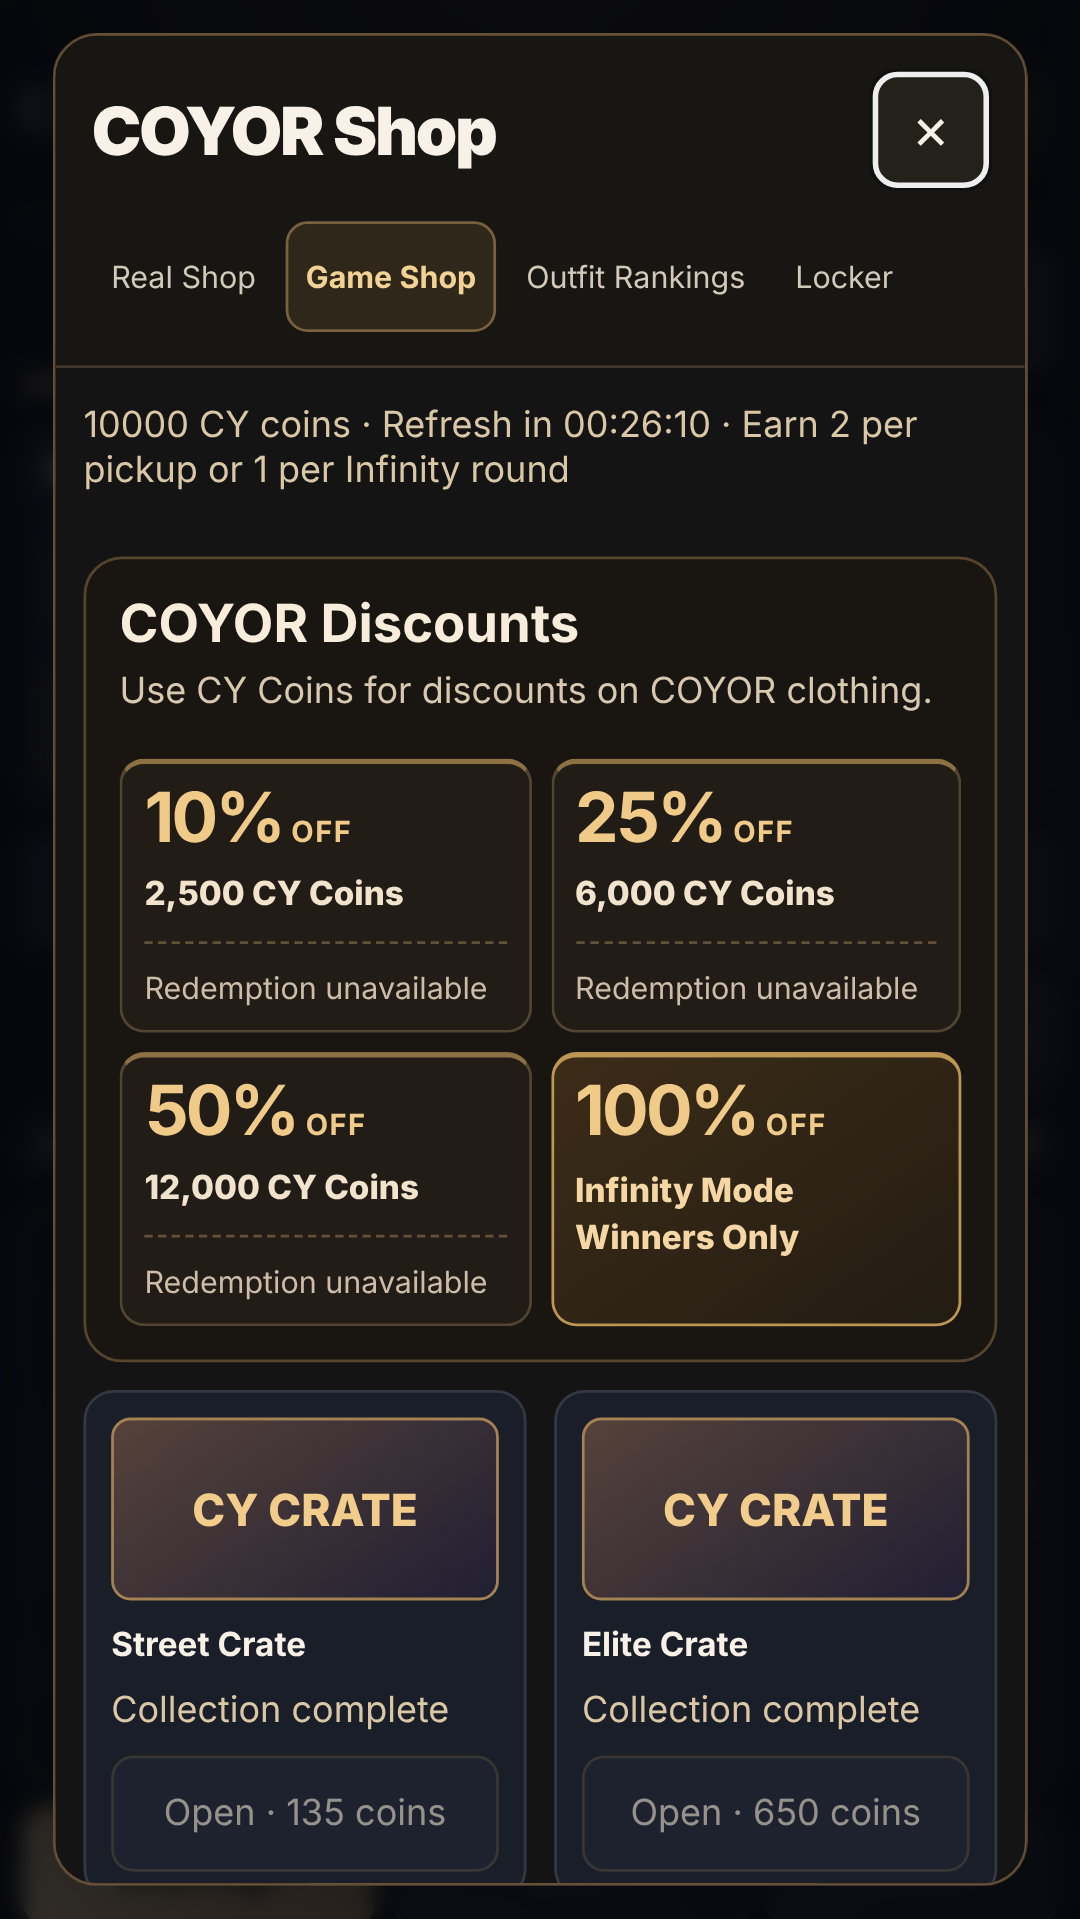 COYOR Shop
×
Real Shop
Game Shop
Outfit Rankings
Locker
10000 CY coins · Refresh in 00:26:10 · Earn 2 per
pickup or 1 per Infinity round
COYOR Discounts
Use CY Coins for discounts on COYOR clothing.
10% OFF
2,500 CY Coins
Redemption unavailable
25% OFF
6,000 CY Coins
Redemption unavailable
50% OFF
12,000 CY Coins
Redemption unavailable
100% OFF
Infinity Mode
Winners Only
CY CRATE
Street Crate
Collection complete
Open · 135 coins
CY CRATE
Elite Crate
Collection complete
Open · 650 coins